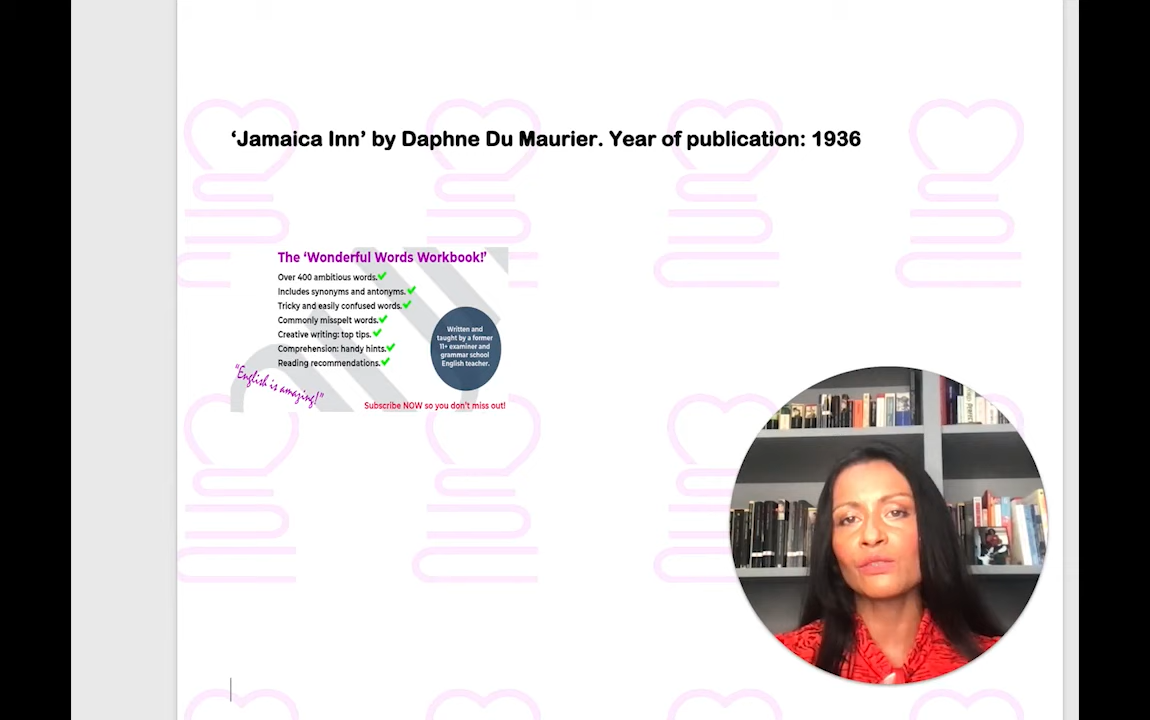 ‘Jamaica Inn’ by Daphne Du Maurier. Year of publication: 1936
The ‘Wonderful Words Workbook!’
Over 400 ambitious words.
Includes synonyms and antonyms.
Tricky and easily confused words.
Commonly misspelt words.
Creative writing: top tips.
Comprehension: handy hints.
Reading recommendations.
Written and
taught by a former
11+ examiner and
grammar school
English teacher.
“English is amazing!”
Subscribe NOW so you don't miss out!